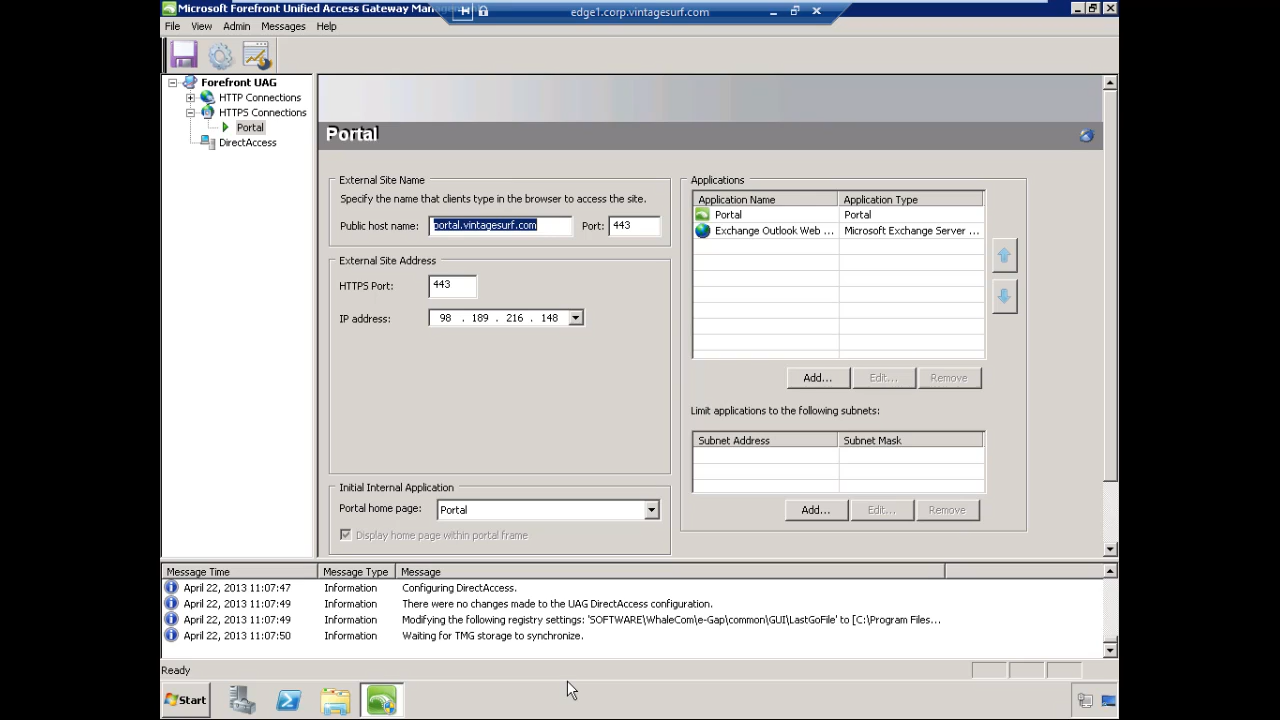 Microsoft Forefront Unified Access Gateway Man
edge1.corp.vintagesurf.com
File View Admin Messages Help
Forefront UAG
HTTP Connections
HTTPS Connections
Portal
DirectAccess
Portal
External Site Name
Specify the name that clients type in the browser to access the site.
Public host name: portal.vintagesurf.com Port: 443
External Site Address
HTTPS Port: 443
IP address: 98 . 189 . 216 . 148
Initial Internal Application
Portal home page: Portal
Display home page within portal frame
Applications
Application Name Application Type
Portal Portal
Exchange Outlook Web ... Microsoft Exchange Server ...
Add... Edit... Remove
Limit applications to the following subnets:
Subnet Address Subnet Mask
Add... Edit... Remove
Message Time Message Type Message
April 22, 2013 11:07:47 Information Configuring DirectAccess.
April 22, 2013 11:07:49 Information There were no changes made to the UAG DirectAccess configuration.
April 22, 2013 11:07:49 Information Modifying the following registry settings: 'SOFTWARE\WhaleCom\e-Gap\common\GUI\LastGoFile' to [C:\Program Files...
April 22, 2013 11:07:50 Information Waiting for TMG storage to synchronize.
Ready
Start